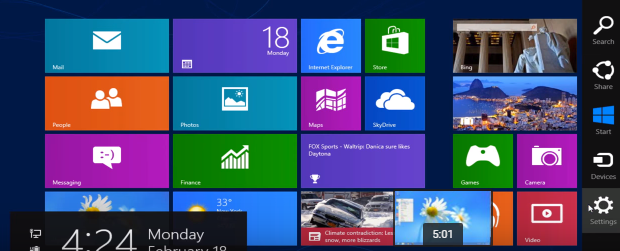 18
Monday
Mail
Internet Explorer
Store
Bing
Search
People
Photos
Maps
SkyDrive
Share
Start
Messaging
Finance
FOX Sports - Waltrip: Danica sure likes
Daytona
Games
Camera
Devices
33°
Climate contradiction: Les
snow, more blizzards
5:01
Video
Settings
4:24
Monday
February 18